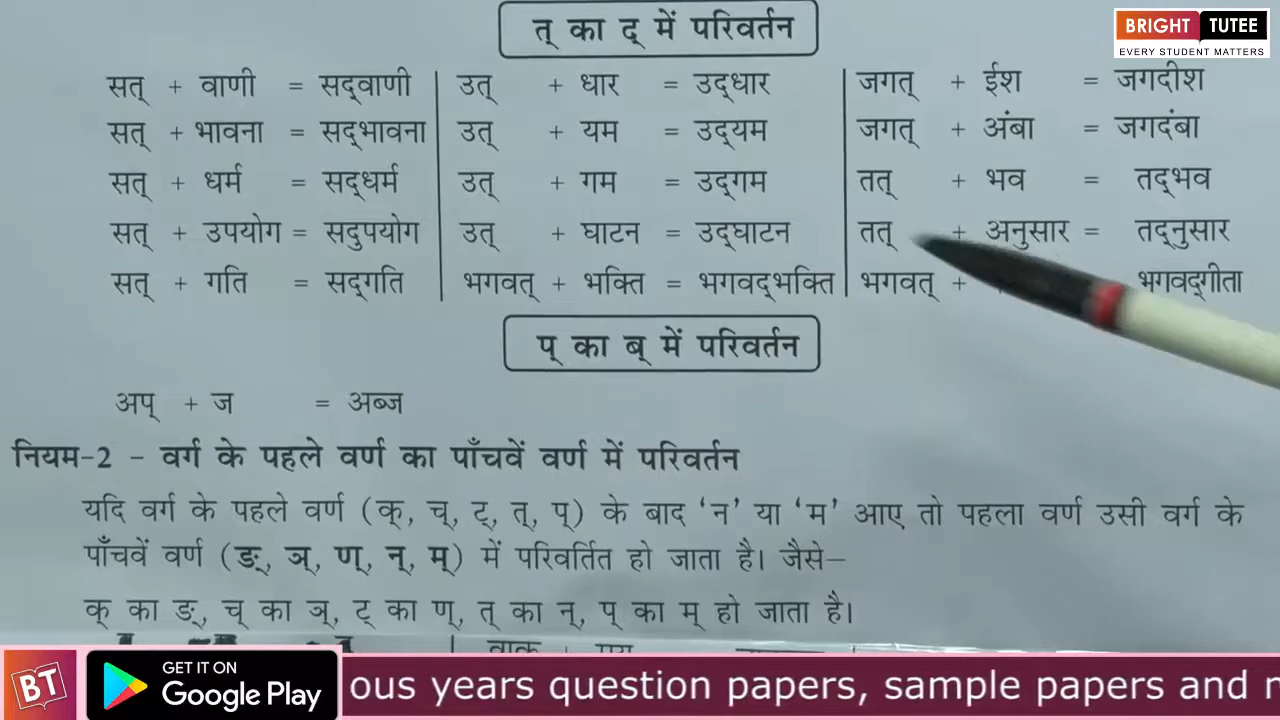 त् का द् में परिवर्तन
BRIGHT TUTEE
EVERY STUDENT MATTERS
सत् + वाणी = सद्वाणी उत् + धार = उद्धार जगत् + ईश = जगदीश
सत् + भावना = सद्भावना उत् + यम = उद्यम जगत् + अंबा = जगदंबा
सत् + धर्म = सद्धर्म उत् + गम = उद्गम तत् + भव = तद्भव
सत् + उपयोग = सदुपयोग उत् + घाटन = उद्घाटन तत् + अनुसार = तद्नुसार
सत् + गति = सद्गति भगवत् + भक्ति = भगवद्भक्ति भगवत् + भगवद्गीता
प् का ब् में परिवर्तन
अप् + ज = अब्ज
नियम-2 - वर्ग के पहले वर्ण का पाँचवें वर्ण में परिवर्तन
यदि वर्ग के पहले वर्ण (क्, च्, ट्, त्, प्) के बाद ‘न’ या ‘म’ आए तो पहला वर्ण उसी वर्ग के
पाँचवें वर्ण (ङ्, ञ्, ण्, न्, म्) में परिवर्तित हो जाता है। जैसे–
क् का ङ्, च् का ञ्, ट् का ण्, त् का न्, प् का म् हो जाता है।
BT
GET IT ON
Google Play
ous years question papers, sample papers and